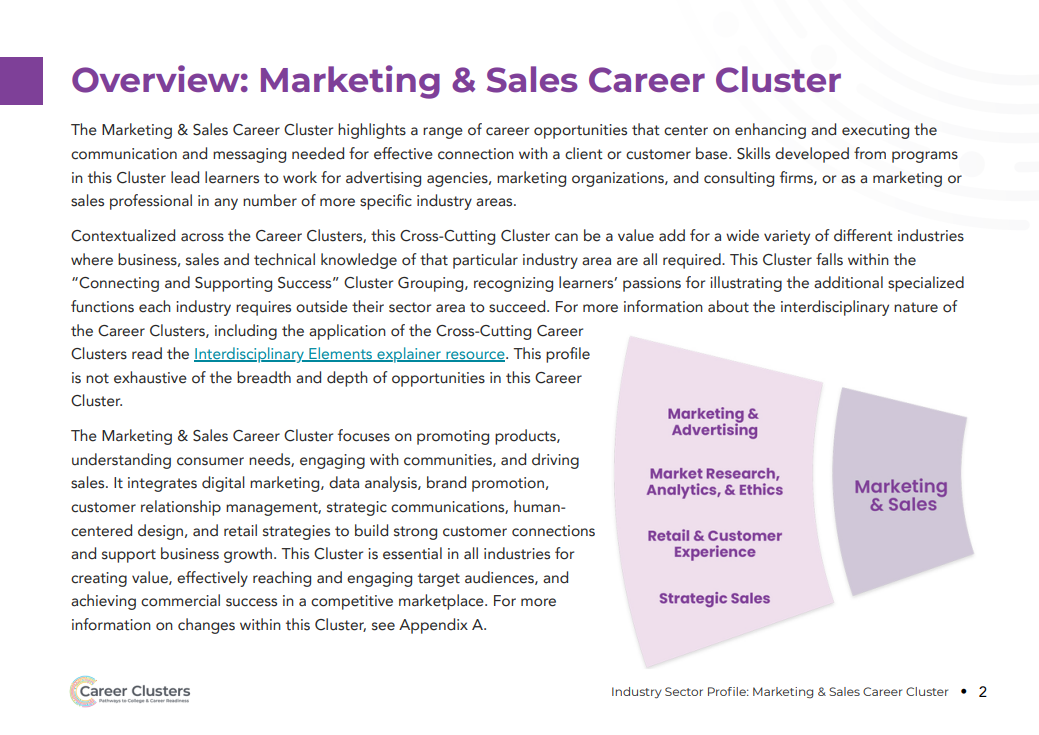 Overview: Marketing & Sales Career Cluster
The Marketing & Sales Career Cluster highlights a range of career opportunities that center on enhancing and executing the
communication and messaging needed for effective connection with a client or customer base. Skills developed from programs
in this Cluster lead learners to work for advertising agencies, marketing organizations, and consulting firms, or as a marketing or
sales professional in any number of more specific industry areas.
Contextualized across the Career Clusters, this Cross-Cutting Cluster can be a value add for a wide variety of different industries
where business, sales and technical knowledge of that particular industry area are all required. This Cluster falls within the
“Connecting and Supporting Success” Cluster Grouping, recognizing learners’ passions for illustrating the additional specialized
functions each industry requires outside their sector area to succeed. For more information about the interdisciplinary nature of
the Career Clusters, including the application of the Cross-Cutting Career
Clusters read the Interdisciplinary Elements explainer resource. This profile
is not exhaustive of the breadth and depth of opportunities in this Career
Cluster.
The Marketing & Sales Career Cluster focuses on promoting products,
understanding consumer needs, engaging with communities, and driving
sales. It integrates digital marketing, data analysis, brand promotion,
customer relationship management, strategic communications, human-
centered design, and retail strategies to build strong customer connections
and support business growth. This Cluster is essential in all industries for
creating value, effectively reaching and engaging target audiences, and
achieving commercial success in a competitive marketplace. For more
information on changes within this Cluster, see Appendix A.
Marketing &
Advertising
Market Research,
Analytics, & Ethics
Retail & Customer
Experience
Strategic Sales
Marketing
& Sales
Career Clusters
Pathways to College & Career Readiness
Industry Sector Profile: Marketing & Sales Career Cluster • 2